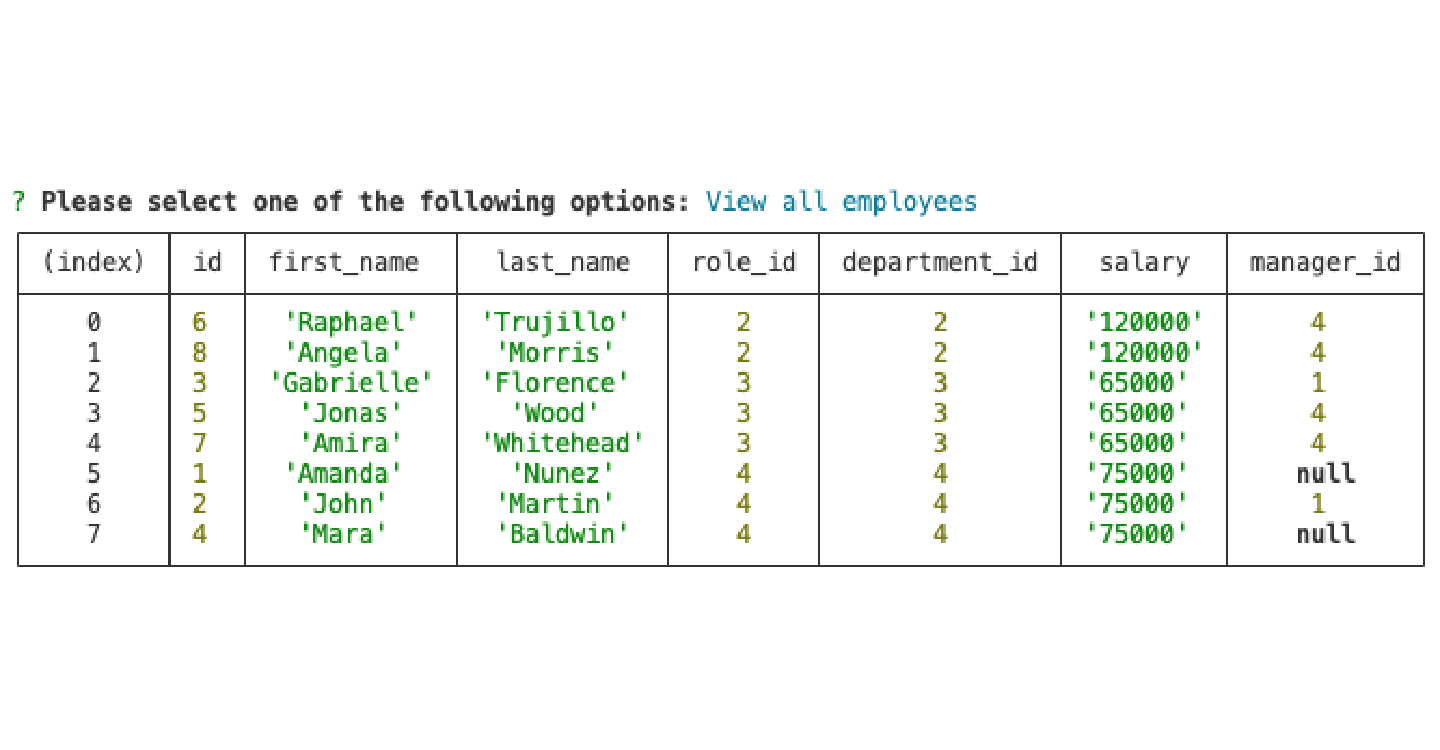 ? Please select one of the following options: View all employees
(index) id first_name last_name role_id department_id salary manager_id
0 6 'Raphael' 'Trujillo' 2 2 '120000' 4
1 8 'Angela' 'Morris' 2 2 '120000' 4
2 3 'Gabrielle' 'Florence' 3 3 '65000' 1
3 5 'Jonas' 'Wood' 3 3 '65000' 4
4 7 'Amira' 'Whitehead' 3 3 '65000' 4
5 1 'Amanda' 'Nunez' 4 4 '75000' null
6 2 'John' 'Martin' 4 4 '75000' 1
7 4 'Mara' 'Baldwin' 4 4 '75000' null